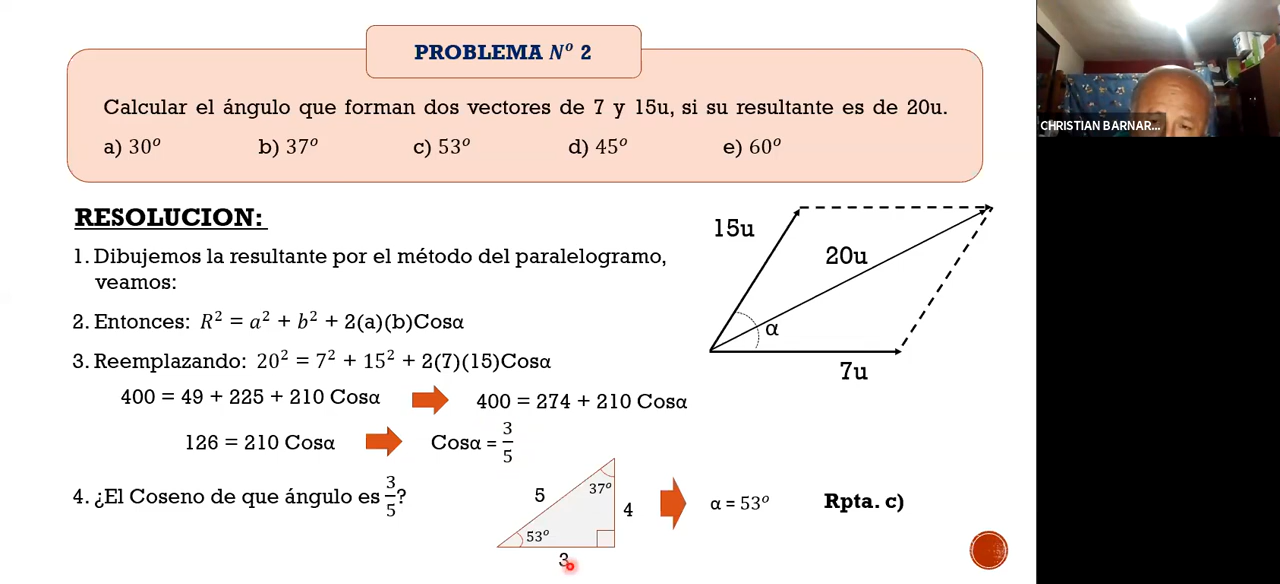 PROBLEMA N° 2
Calcular el ángulo que forman dos vectores de 7 y 15u, si su resultante es de 20u.
a) 30° b) 37° c) 53° d) 45° e) 60°
CHRISTIAN BARNAR...
RESOLUCION:
1. Dibujemos la resultante por el método del paralelogramo,
veamos:
2. Entonces: R² = a² + b² + 2(a)(b)Cosα
3. Reemplazando: 20² = 7² + 15² + 2(7)(15)Cosα
400 = 49 + 225 + 210 Cosα
400 = 274 + 210 Cosα
126 = 210 Cosα
Cosα = 3/5
4. ¿El Coseno de que ángulo es 3/5?
15u
20u
α
7u
5
37°
4
53°
3
α = 53°
Rpta. c)